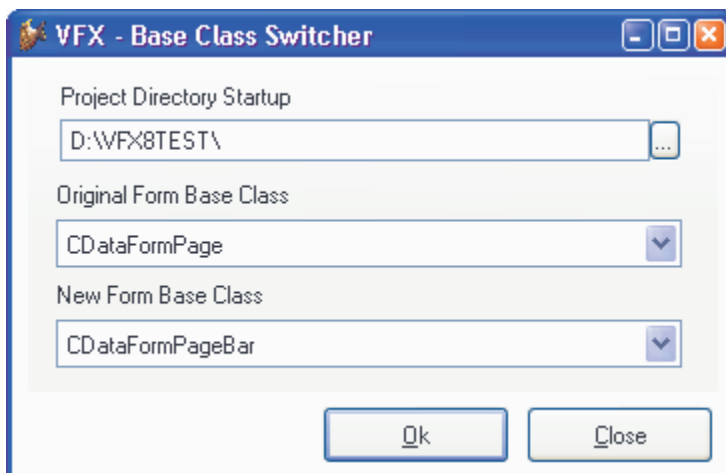 VFX - Base Class Switcher
Project Directory Startup
D:\VFX8TEST\
...
Original Form Base Class
CDataFormPage
New Form Base Class
CDataFormPageBar
Ok
Close